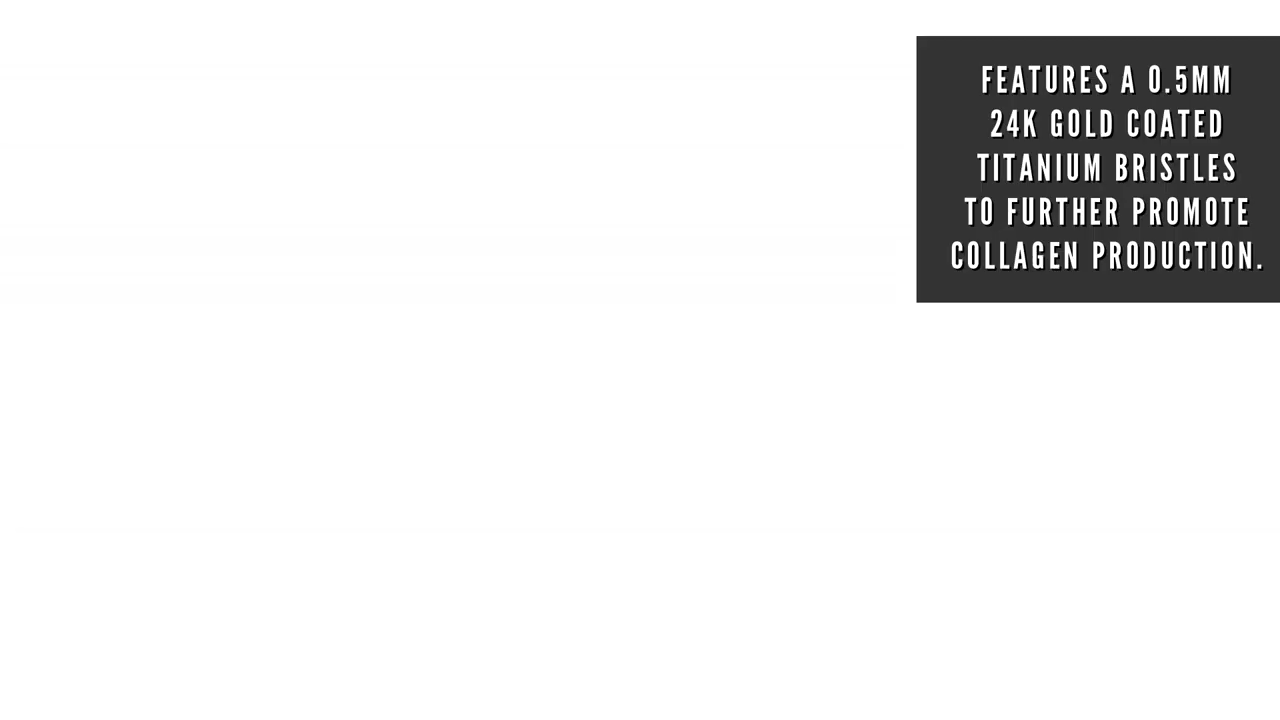 FEATURES A 0.5MM
24K GOLD COATED
TITANIUM BRISTLES
TO FURTHER PROMOTE
COLLAGEN PRODUCTION.